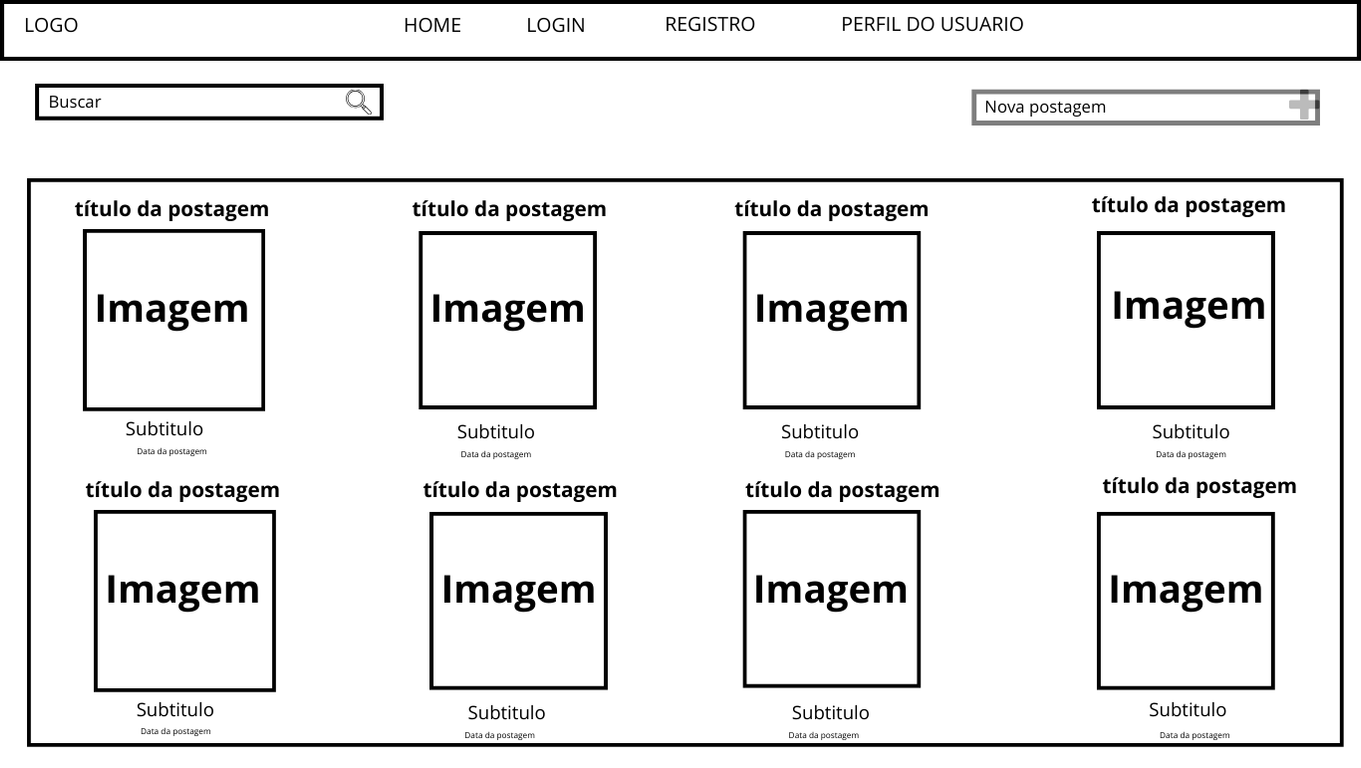 LOGO
HOME
LOGIN
REGISTRO
PERFIL DO USUARIO
Buscar
Nova postagem
título da postagem
título da postagem
título da postagem
título da postagem
Imagem
Imagem
Imagem
Imagem
Subtitulo
Subtitulo
Subtitulo
Subtitulo
Data da postagem
Data da postagem
Data da postagem
Data da postagem
título da postagem
título da postagem
título da postagem
título da postagem
Imagem
Imagem
Imagem
Imagem
Subtitulo
Subtitulo
Subtitulo
Subtitulo
Data da postagem
Data da postagem
Data da postagem
Data da postagem